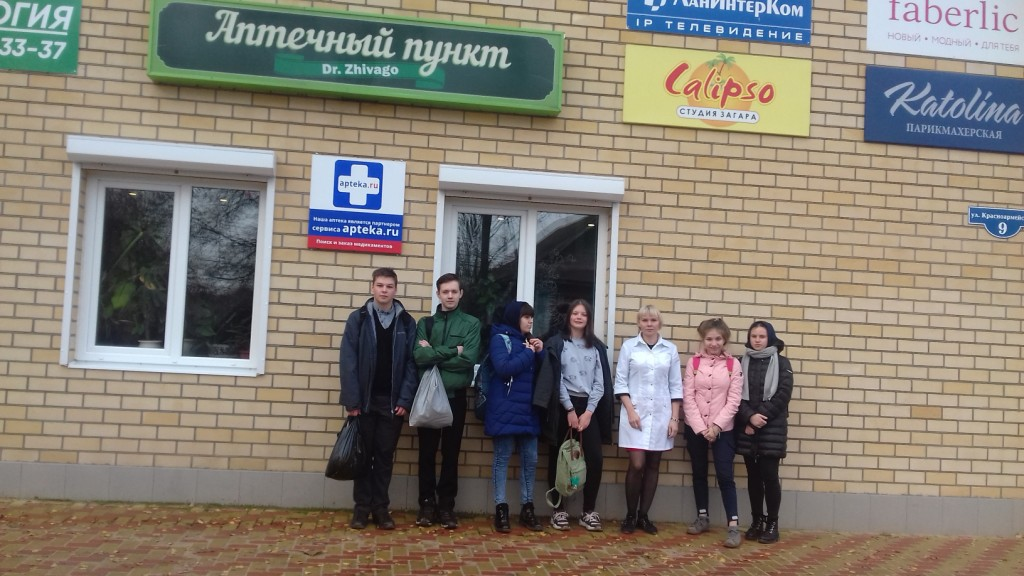 ОГИЯ
33-37
Аптечный пункт
Dr. Zhivago
ЛанИнтерКом
IP ТЕЛЕВИДЕНИЕ
faberlic
НОВЫЙ • МОДНЫЙ • ДЛЯ ТЕБЯ
Calipso
СТУДИЯ ЗАГАРА
Katolina
ПАРИКМАХЕРСКАЯ
apteka.ru
Наша аптека является партнером
сервиса apteka.ru
Поиск и заказ медикаментов
ул. Красноармейс
9